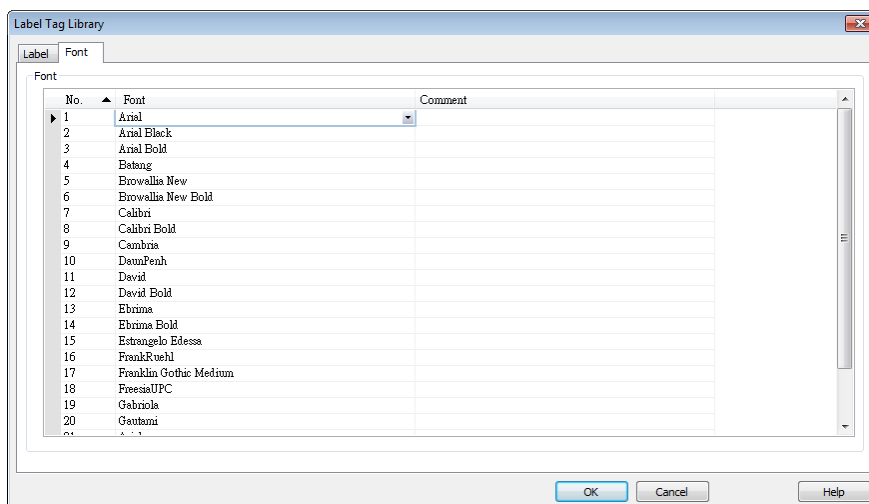 Label Tag Library
Label Font
Font
No. Font Comment
1 Arial
2 Arial Black
3 Arial Bold
4 Batang
5 Browallia New
6 Browallia New Bold
7 Calibri
8 Calibri Bold
9 Cambria
10 DaunPenh
11 David
12 David Bold
13 Ebrima
14 Ebrima Bold
15 Estrangelo Edessa
16 FrankRuehl
17 Franklin Gothic Medium
18 FreesiaUPC
19 Gabriola
20 Gautami
OK Cancel Help